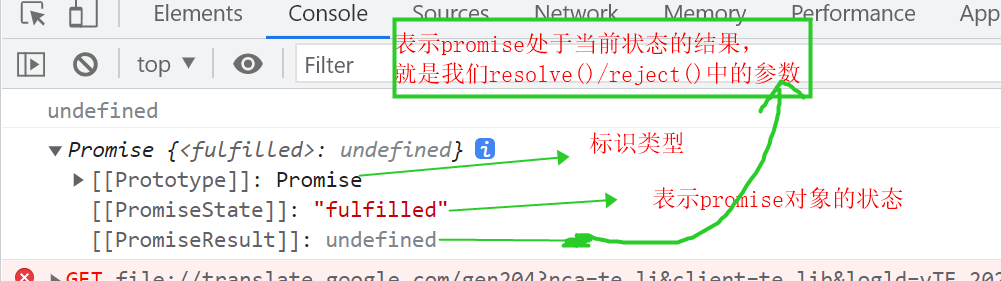 Elements Console Sources Network Performance App
表示promise处于当前状态的结果,
就是我们resolve()/reject()中的参数
top Filter
undefined
Promise {<fulfilled>: undefined} i
标识类型
[[Prototype]]: Promise
[[PromiseState]]: "fulfilled"
表示promise对象的状态
[[PromiseResult]]: undefined
GET file://translate.google.com/gen204?nca=te_li&client=te_lib&logld=vTE_202